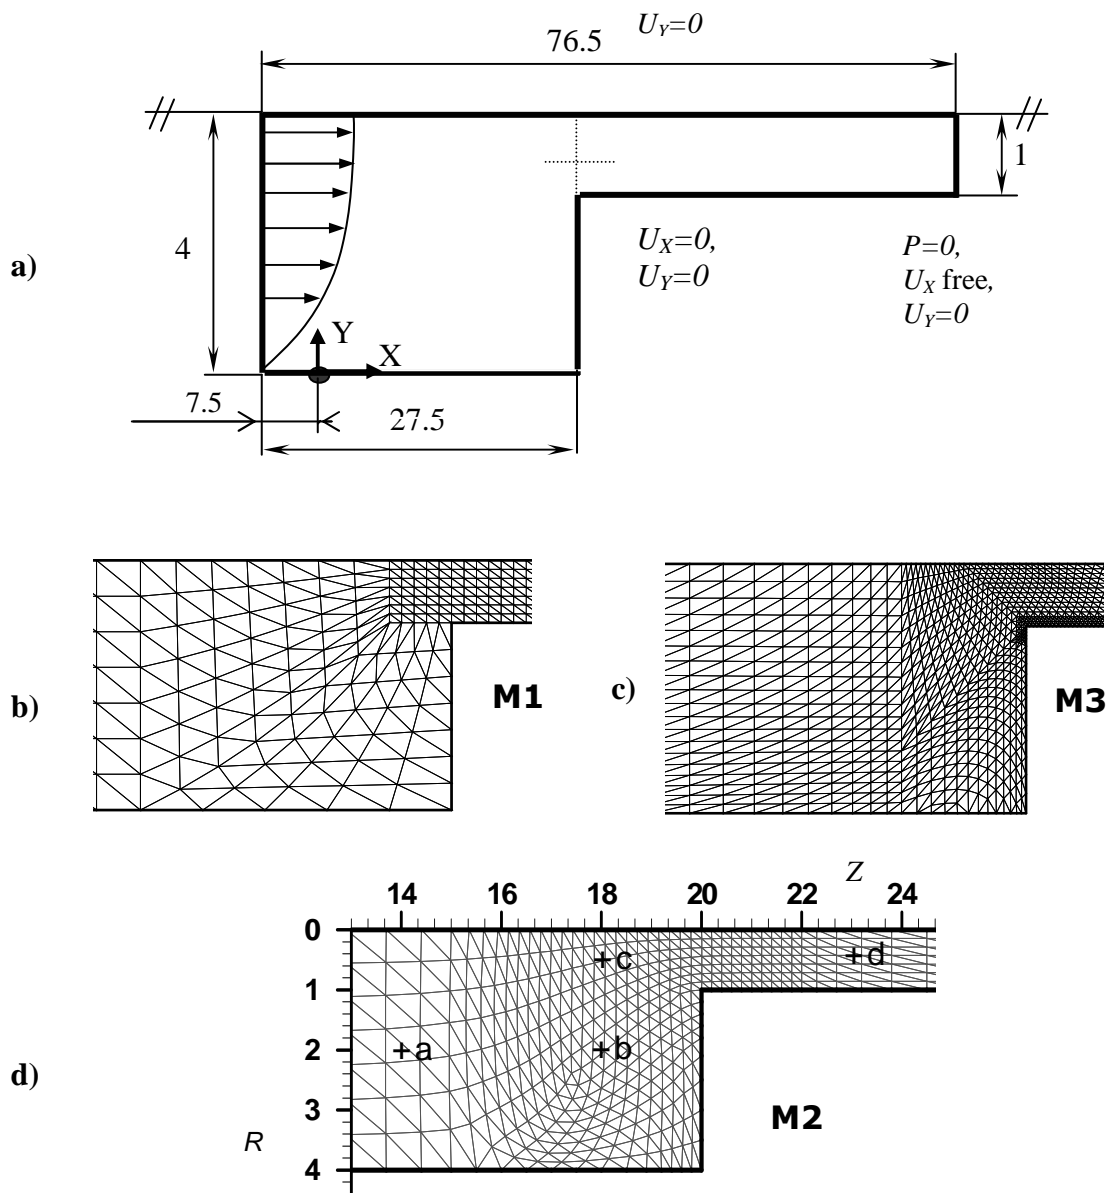 U_Y=0
76.5
1
4
a)
U_X=0,
U_Y=0
P=0,
U_X free,
U_Y=0
Y
X
7.5
27.5
b)
M1
c)
M3
Z
14 16 18 20 22 24
0
c
d
1
2
a
b
d)
3
M2
R
4